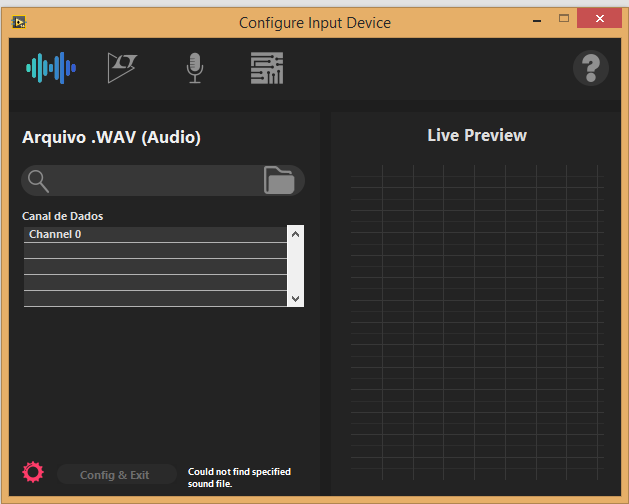 Configure Input Device
?
Arquivo .WAV (Audio)
Live Preview
Canal de Dados
Channel 0
Config & Exit
Could not find specified
sound file.